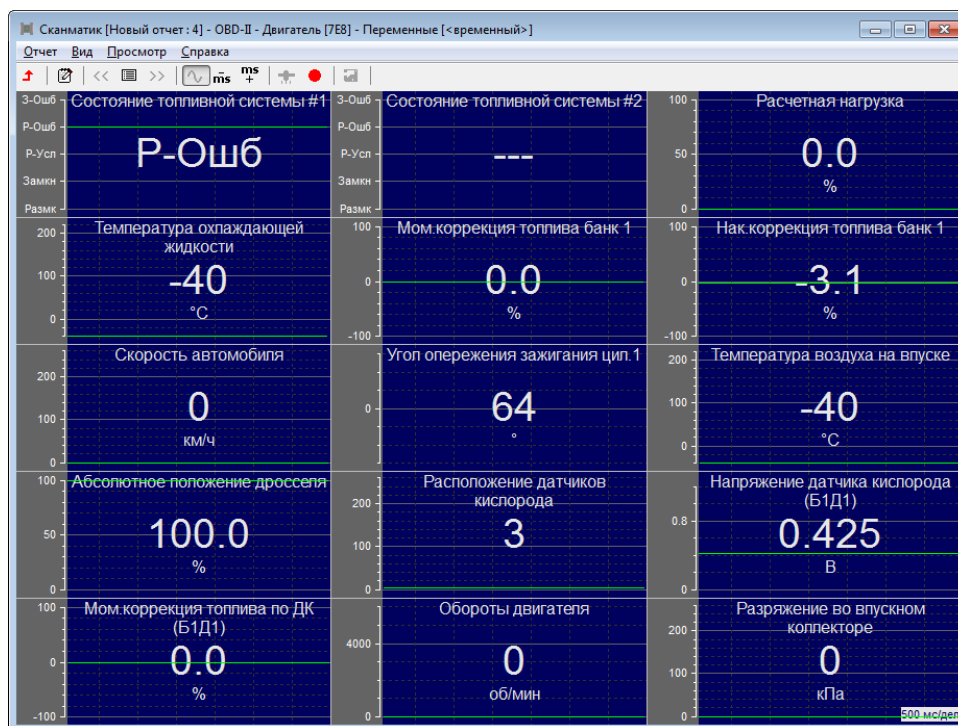 Сканматик [Новый отчет : 4] - OBD-II - Двигатель [7E8] - Переменные [<временный>]
Отчет Вид Просмотр Справка
<< >> ms ms +
З-Ошб Состояние топливной системы #1
Р-Ошб
Р-Усп
Замкн
Размк
Р-Ошб
З-Ошб Состояние топливной системы #2
Р-Ошб
Р-Усп
Замкн
Размк
---
100 Расчетная нагрузка
50
0
0.0
%
200 Температура охлаждающей
жидкости
100
0
-40
°C
100 Мом.коррекция топлива банк 1
0
-100
0.0
%
100 Нак.коррекция топлива банк 1
0
-100
-3.1
%
Скорость автомобиля
200
100
0
0
км/ч
Угол опережения зажигания цил.1
0
64
°
200 Температура воздуха на впуске
100
0
-40
°C
100 Абсолютное положение дросселя
50
0
100.0
%
Расположение датчиков
кислорода
200
100
0
3
Напряжение датчика кислорода
(Б1Д1)
0.8
0
0.425
В
100 Мом.коррекция топлива по ДК
(Б1Д1)
0
-100
0.0
%
Обороты двигателя
4000
0
0
об/мин
Разряжение во впускном
коллекторе
200
100
0
0
кПа
500 мс/дел